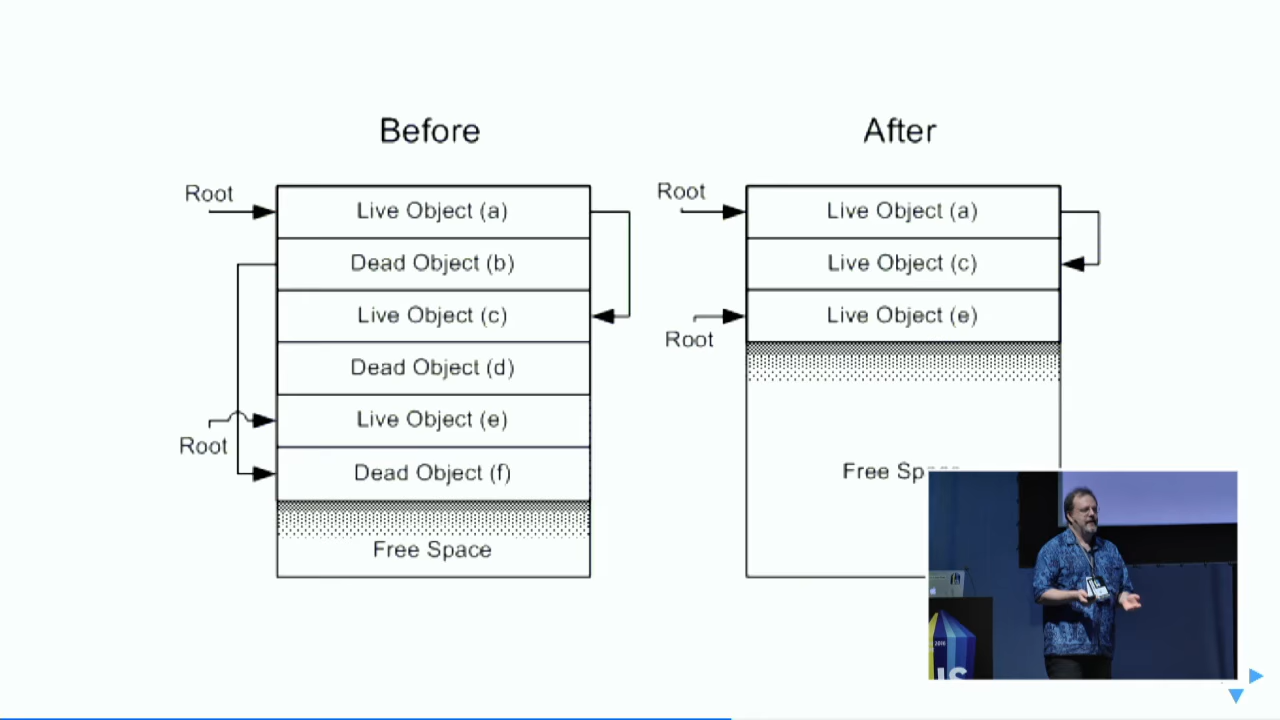 Before
Root
Live Object (a)
Dead Object (b)
Live Object (c)
Dead Object (d)
Live Object (e)
Root
Dead Object (f)
Free Space
After
Root
Live Object (a)
Live Object (c)
Live Object (e)
Root
Free
JS